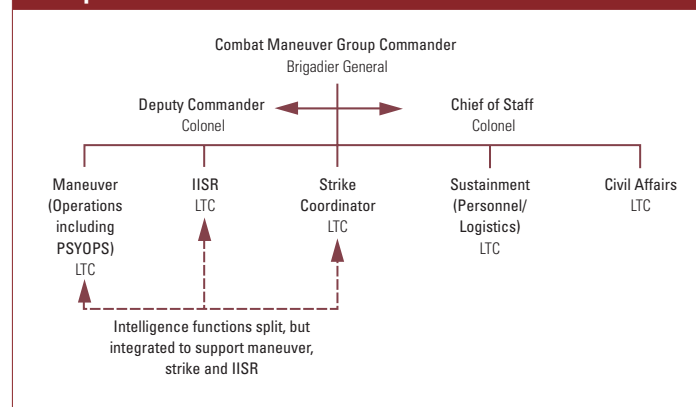 Combat Maneuver Group Commander
Brigadier General
Deputy Commander
Colonel
Chief of Staff
Colonel
Maneuver
(Operations
including
PSYOPS)
LTC
IISR
LTC
Strike
Coordinator
LTC
Sustainment
(Personnel/
Logistics)
LTC
Civil Affairs
LTC
Intelligence functions split, but
integrated to support maneuver,
strike and IISR